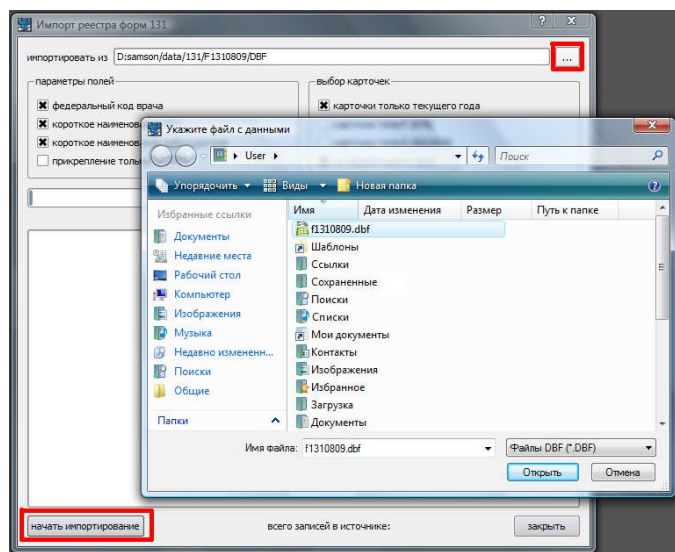 Импорт реестра форм 131
импортировать из D:samson/data/131/F1310809/DBF ...
параметры полей
выбор карточек
федеральный код врача
карточки только текущего года
короткое
короткое
прикрепление
Укажите файл с данными
User
Поиск
Упорядочить Виды Новая папка
Избранные ссылки
Имя Дата изменения Размер Путь к папке
Документы
Недавние места
Рабочий стол
Компьютер
Изображения
Музыка
Недавно измененн...
Поиски
Общие
Папки
f1310809.dbf
Шаблоны
Ссылки
Сохраненные
Поиски
Списки
Мои документы
Контакты
Изображения
Избранное
Загрузка
Документы
Имя файла: f1310809.dbf Файлы DBF (*.DBF)
Открыть Отмена
начать импортирование всего записей в источнике: закрыть